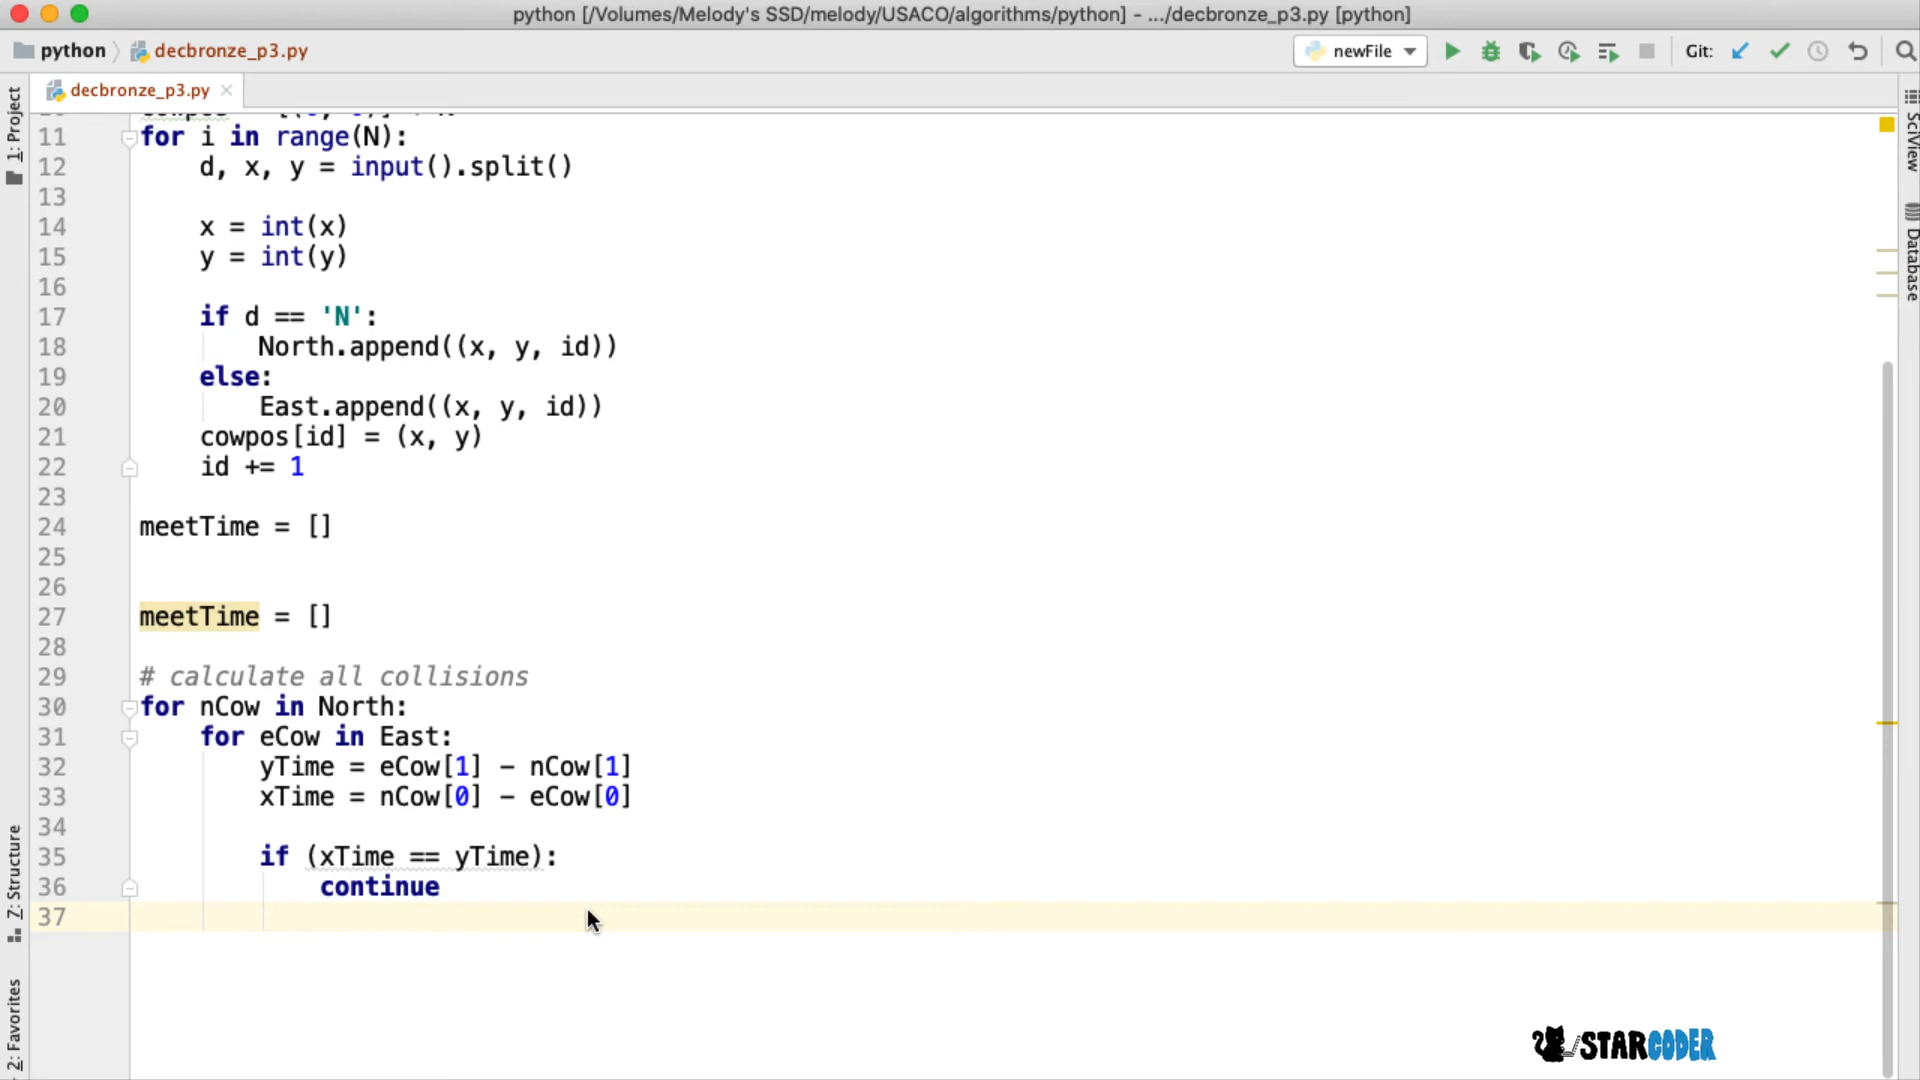 python [/Volumes/Melody's SSD/melody/USACO/algorithms/python] - .../decbronze_p3.py [python]
python decbronze_p3.py newFile Git:
decbronze_p3.py
1: Project
SciView
Database
11 for i in range(N):
12 d, x, y = input().split()
13
14 x = int(x)
15 y = int(y)
16
17 if d == 'N':
18 North.append((x, y, id))
19 else:
20 East.append((x, y, id))
21 cowpos[id] = (x, y)
22 id += 1
23
24 meetTime = []
25
26
27 meetTime = []
28
29 # calculate all collisions
30 for nCow in North:
31 for eCow in East:
32 yTime = eCow[1] - nCow[1]
33 xTime = nCow[0] - eCow[0]
34
35 if (xTime == yTime):
36 continue
37
7: Structure
2: Favorites
STARCODER